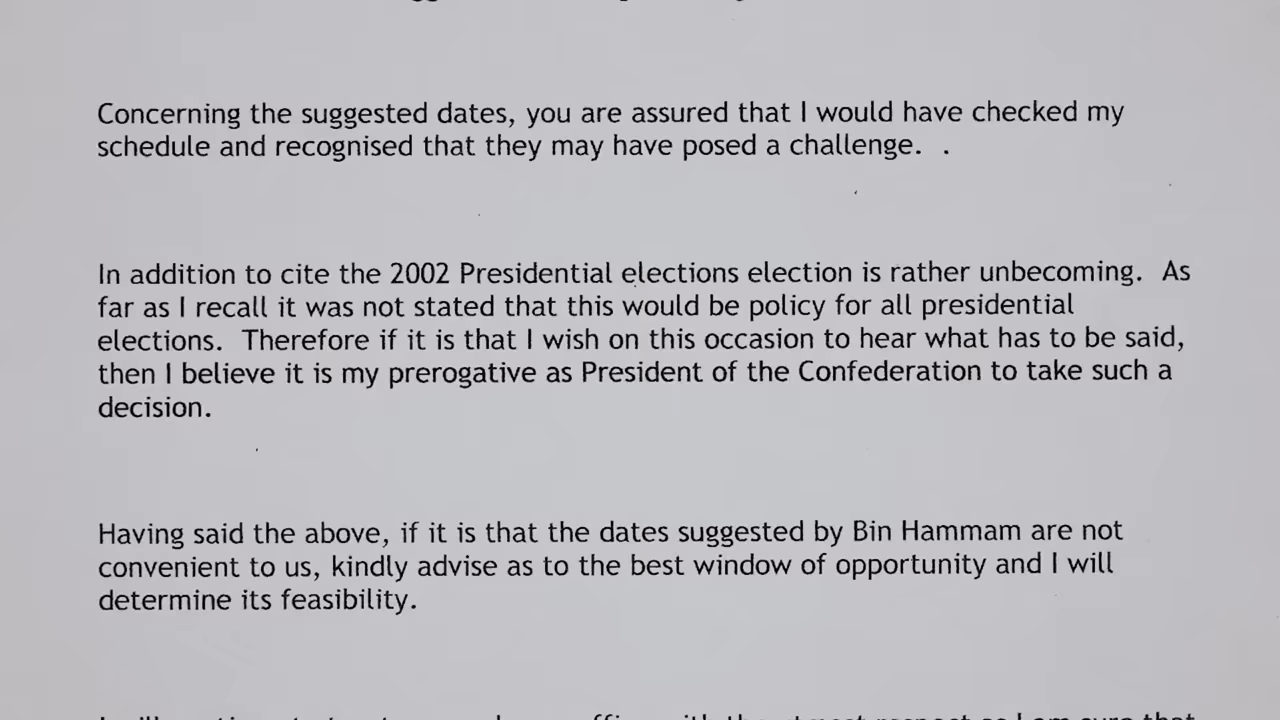 Concerning the suggested dates, you are assured that I would have checked my
schedule and recognised that they may have posed a challenge.  .
In addition to cite the 2002 Presidential elections election is rather unbecoming.  As
far as I recall it was not stated that this would be policy for all presidential
elections.  Therefore if it is that I wish on this occasion to hear what has to be said,
then I believe it is my prerogative as President of the Confederation to take such a
decision.
Having said the above, if it is that the dates suggested by Bin Hammam are not
convenient to us, kindly advise as to the best window of opportunity and I will
determine its feasibility.